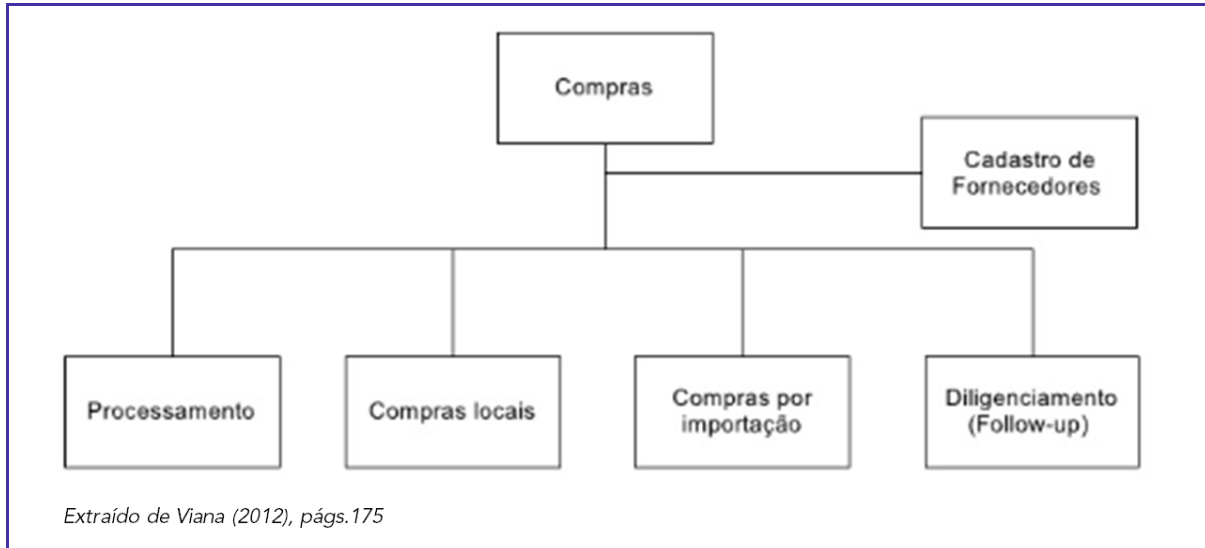 Compras
Cadastro de
Fornecedores
Processamento
Compras locais
Compras por
importação
Diligenciamento
(Follow-up)
Extraído de Viana (2012), págs.175